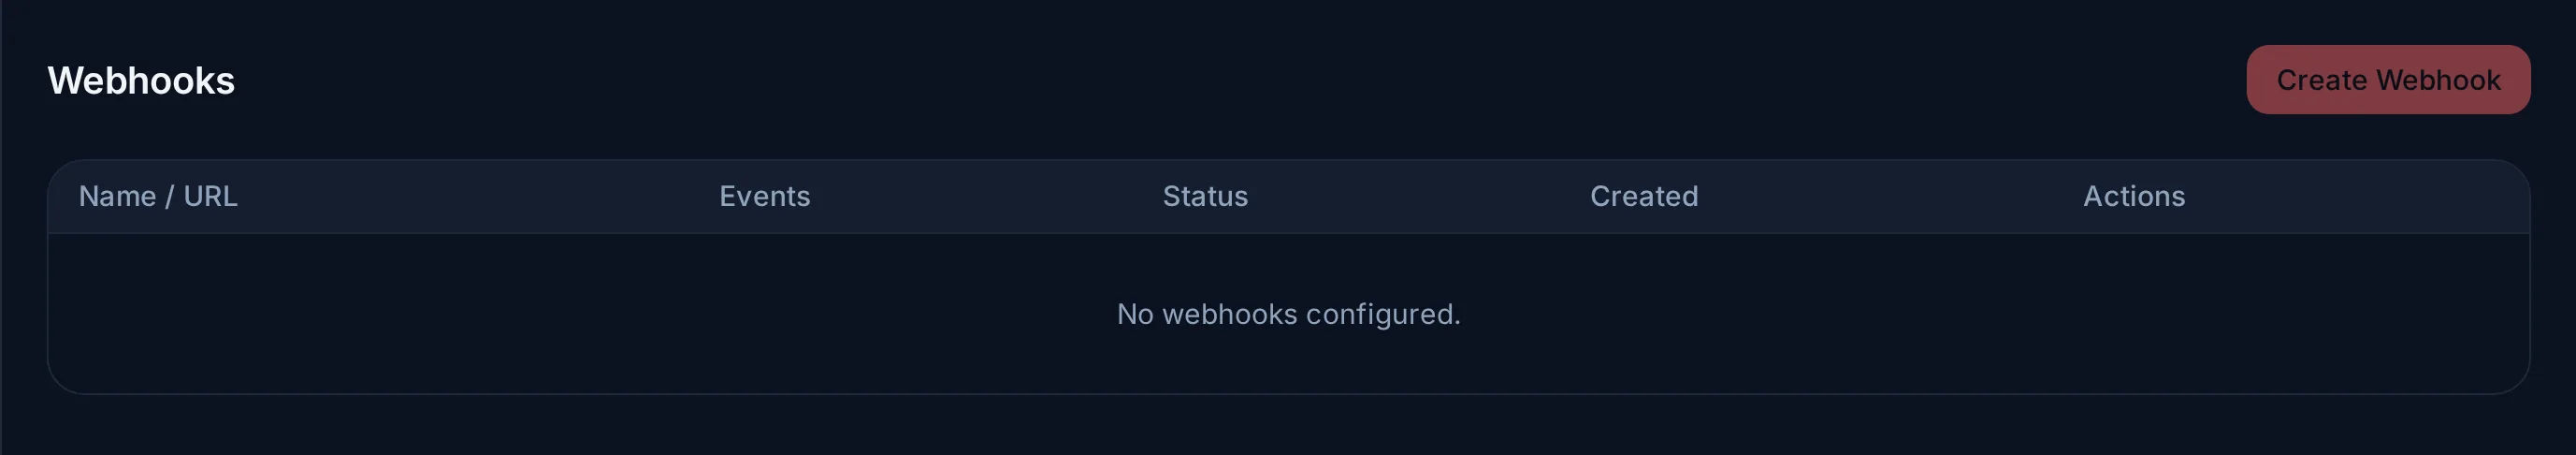 Webhooks
Create Webhook
Name / URL Events Status Created Actions
No webhooks configured.